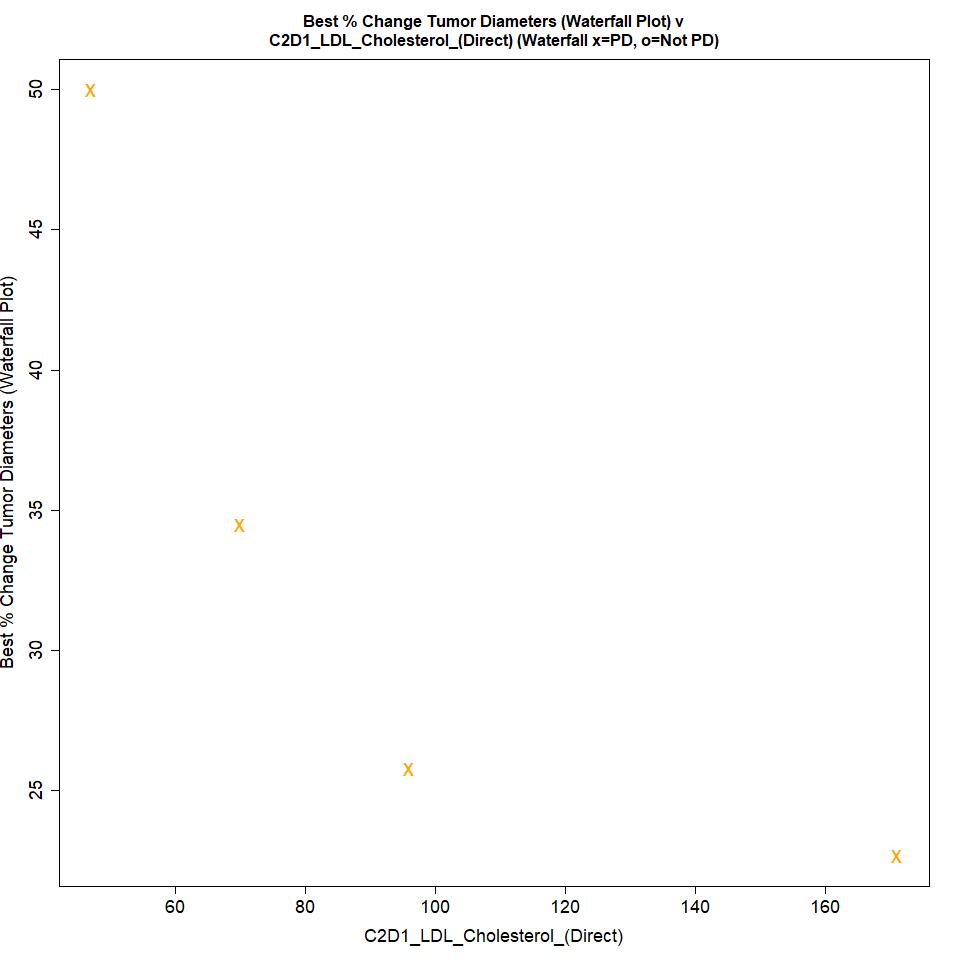 Best % Change Tumor Diameters (Waterfall Plot) v
C2D1_LDL_Cholesterol_(Direct) (Waterfall x=PD, o=Not PD)
Best % Change Tumor Diameters (Waterfall Plot)
50
45
40
35
30
25
X
X
X
X
60 80 100 120 140 160
C2D1_LDL_Cholesterol_(Direct)